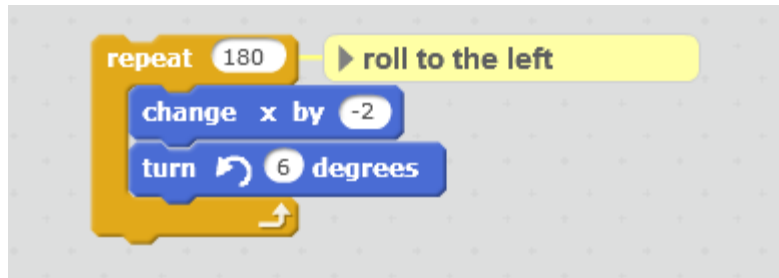 repeat 180 roll to the left
change x by -2
turn 6 degrees